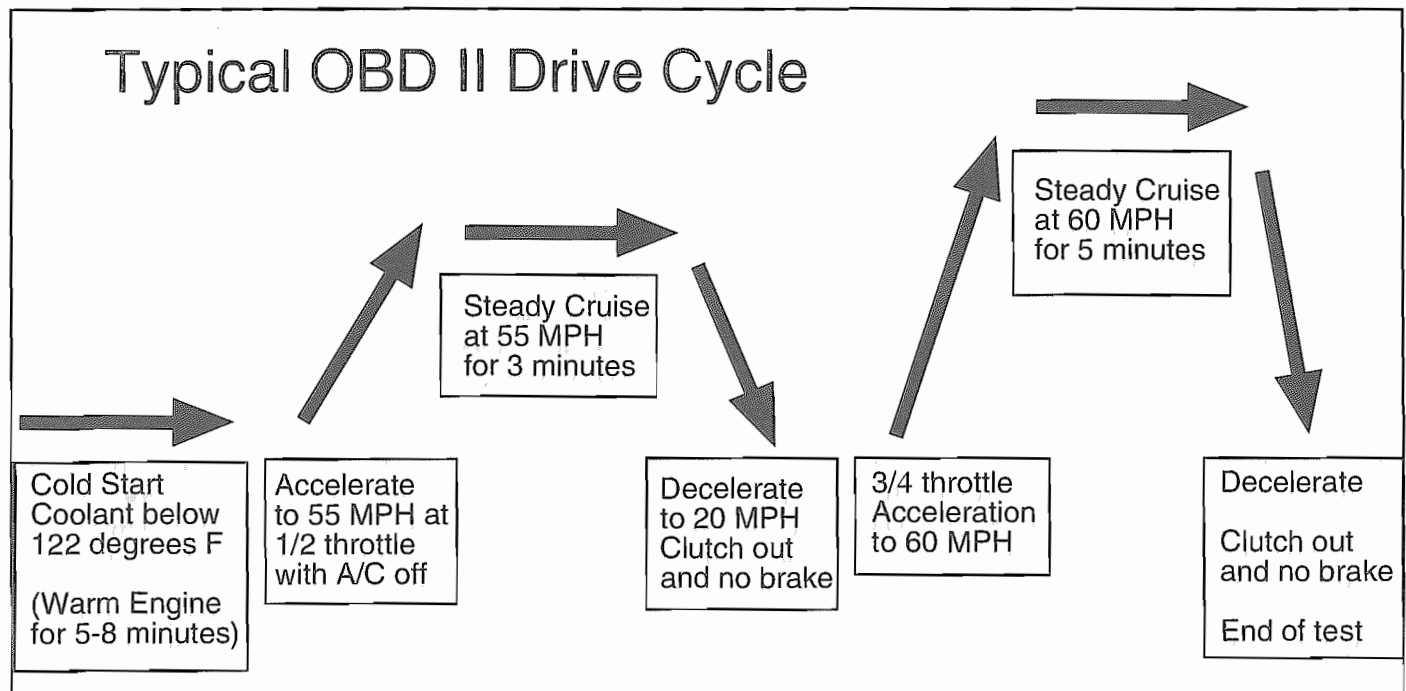 Typical OBD II Drive Cycle
Cold Start
Coolant below
122 degrees F
(Warm Engine
for 5-8 minutes)
Accelerate
to 55 MPH at
1/2 throttle
with A/C off
Steady Cruise
at 55 MPH
for 3 minutes
Decelerate
to 20 MPH
Clutch out
and no brake
3/4 throttle
Acceleration
to 60 MPH
Steady Cruise
at 60 MPH
for 5 minutes
Decelerate
Clutch out
and no brake
End of test